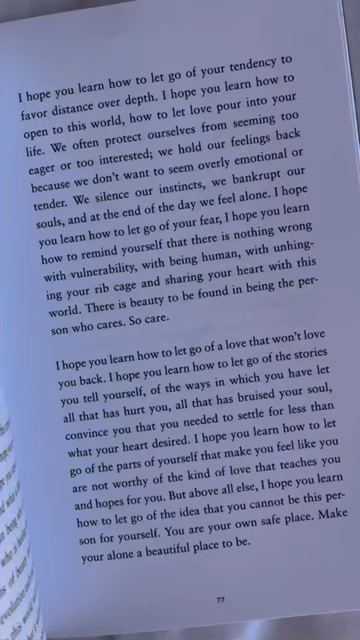 I hope you learn how to let go of your tendency to
favor distance over depth. I hope you learn how to
open to this world, how to let love pour into your
life. We often protect ourselves from seeming too
eager or too interested; we hold our feelings back
because we don't want to seem overly emotional or
tender. We silence our instincts, we bankrupt our
souls, and at the end of the day we feel alone. I hope
you learn how to let go of your fear, I hope you learn
how to remind yourself that there is nothing wrong
with vulnerability, with being human, with unhing-
ing your rib cage and sharing your heart with this
world. There is beauty to be found in being the per-
son who cares. So care.
I hope you learn how to let go of a love that won't love
you back. I hope you learn how to let go of the stories
you tell yourself, of the ways in which you have let
all that has hurt you, all that has bruised your soul,
convince you that you needed to settle for less than
what your heart desired. I hope you learn how to let
go of the parts of yourself that make you feel like you
are not worthy of the kind of love that teaches you
and hopes for you. But above all else, I hope you learn
how to let go of the idea that you cannot be this per-
son for yourself. You are your own safe place. Make
your alone a beautiful place to be.
77